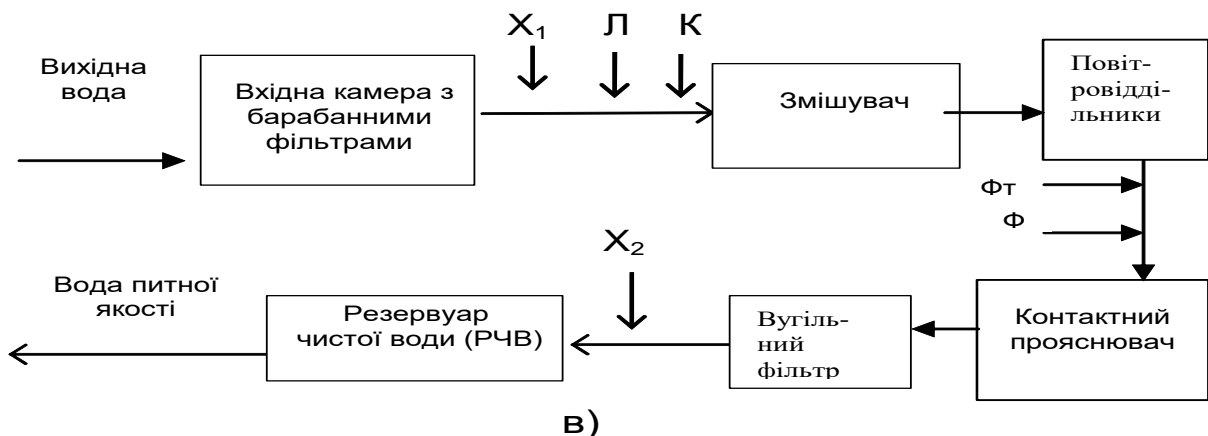 Вихідна
вода
Вхідна камера з
барабанними
фільтрами
Х1
Л
К
Змішувач
Повіт-
ровідді-
льники
Фт
Ф
Контактний
прояснювач
Вугіль-
ний
фільтр
Х2
Резервуар
чистої води (РЧВ)
Вода питної
якості
в)